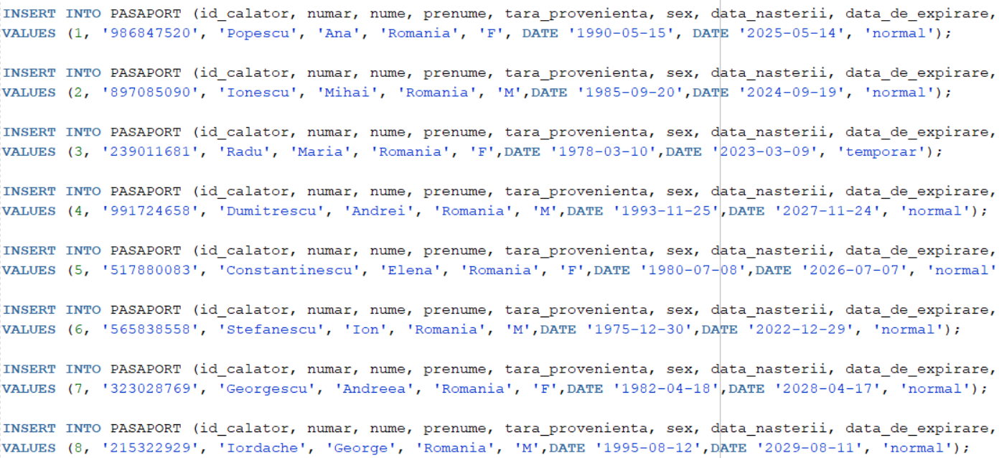 INSERT INTO PASAPORT (id_calator, numar, nume, prenume, tara_provenienta, sex, data_nasterii, data_de_expirare,
VALUES (1, '986847520', 'Popescu', 'Ana', 'Romania', 'F', DATE '1990-05-15', DATE '2025-05-14', 'normal');
INSERT INTO PASAPORT (id_calator, numar, nume, prenume, tara_provenienta, sex, data_nasterii, data_de_expirare,
VALUES (2, '897085090', 'Ionescu', 'Mihai', 'Romania', 'M',DATE '1985-09-20',DATE '2024-09-19', 'normal');
INSERT INTO PASAPORT (id_calator, numar, nume, prenume, tara_provenienta, sex, data_nasterii, data_de_expirare,
VALUES (3, '239011681', 'Radu', 'Maria', 'Romania', 'F',DATE '1978-03-10',DATE '2023-03-09', 'temporar');
INSERT INTO PASAPORT (id_calator, numar, nume, prenume, tara_provenienta, sex, data_nasterii, data_de_expirare,
VALUES (4, '991724658', 'Dumitrescu', 'Andrei', 'Romania', 'M',DATE '1993-11-25',DATE '2027-11-24', 'normal');
INSERT INTO PASAPORT (id_calator, numar, nume, prenume, tara_provenienta, sex, data_nasterii, data_de_expirare,
VALUES (5, '517880083', 'Constantinescu', 'Elena', 'Romania', 'F',DATE '1980-07-08',DATE '2026-07-07', 'normal'
INSERT INTO PASAPORT (id_calator, numar, nume, prenume, tara_provenienta, sex, data_nasterii, data_de_expirare,
VALUES (6, '565838558', 'Stefanescu', 'Ion', 'Romania', 'M',DATE '1975-12-30',DATE '2022-12-29', 'normal');
INSERT INTO PASAPORT (id_calator, numar, nume, prenume, tara_provenienta, sex, data_nasterii, data_de_expirare,
VALUES (7, '323028769', 'Georgescu', 'Andreea', 'Romania', 'F',DATE '1982-04-18',DATE '2028-04-17', 'normal');
INSERT INTO PASAPORT (id_calator, numar, nume, prenume, tara_provenienta, sex, data_nasterii, data_de_expirare,
VALUES (8, '215322929', 'Iordache', 'George', 'Romania', 'M',DATE '1995-08-12',DATE '2029-08-11', 'normal');